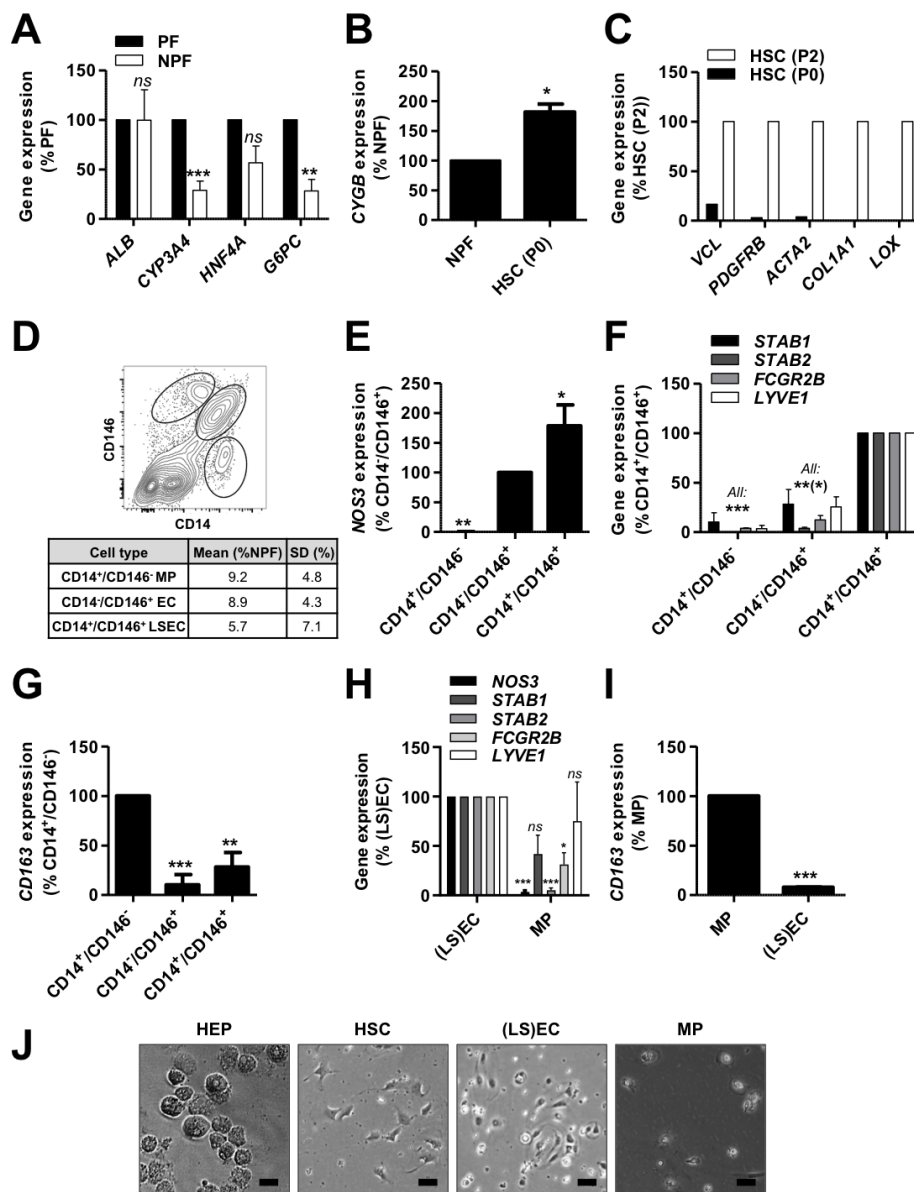 A
PF
NPF
Gene expression
(%PF)
150
100
50
0
ns
***
ns
**
ALB
CYP3A4
HNF4A
G6PC
B
CYGB expression
(% NPF)
250
200
150
100
50
0
*
NPF
HSC (P0)
C
HSC (P2)
HSC (P0)
Gene expression
(%HSC (P2))
150
100
50
0
VCL
PDGFRB
ACTA2
COL1A1
LOX
D
CD146
CD14
Cell type Mean (%NPF) SD (%)
CD14⁺/CD146⁻ MP 9.2 4.8
CD14⁻/CD146⁺ EC 8.9 4.3
CD14⁺/CD146⁺ LSEC 5.7 7.1
E
NOS3 expression
(% CD14⁻/CD146⁺)
250
200
150
100
50
0
**
*
CD14⁺/CD146⁻
CD14⁻/CD146⁺
CD14⁺/CD146⁺
F
STAB1
STAB2
FCGR2B
LYVE1
Gene expression
(% CD14⁺/CD146⁺)
150
100
50
0
All:
***
All:
**(*)
CD14⁺/CD146⁻
CD14⁻/CD146⁺
CD14⁺/CD146⁺
G
CD163 expression
(% CD14⁺/CD146⁻)
150
100
50
0
***
**
CD14⁺/CD146⁻
CD14⁻/CD146⁺
CD14⁺/CD146⁺
H
NOS3
STAB1
STAB2
FCGR2B
LYVE1
Gene expression
(% (LS)EC)
150
100
50
0
***
ns
***
*
ns
(LS)EC
MP
I
CD163 expression
(% MP)
150
100
50
0
***
MP
(LS)EC
J
HEP
HSC
(LS)EC
MP